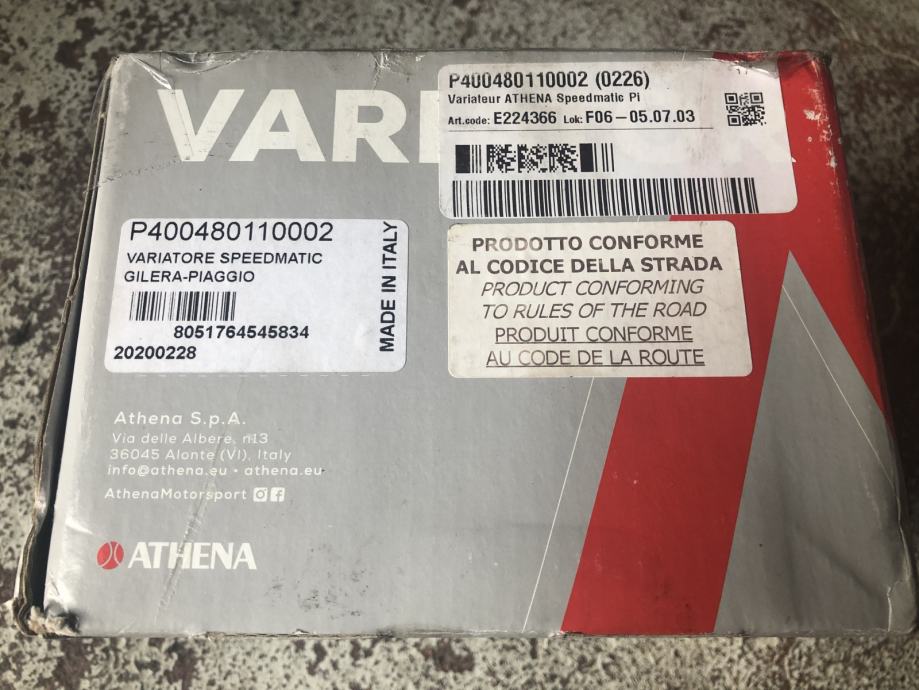 VARI
P400480110002 (0226)
Variateur ATHENA Speedmatic Pi
Art.code: E224366 Lok: F06-05.07.03
P400480110002
VARIATORE SPEEDMATIC
GILERA-PIAGGIO
8051764545834
20200228
MADE IN ITALY
PRODOTTO CONFORME
AL CODICE DELLA STRADA
PRODUCT CONFORMING
TO RULES OF THE ROAD
PRODUIT CONFORME
AU CODE DE LA ROUTE
Athena S.p.A.
Via delle Albere, n13
36045 Alonte (VI), Italy
info@athena.eu • athena.eu
AthenaMotorsport
ATHENA